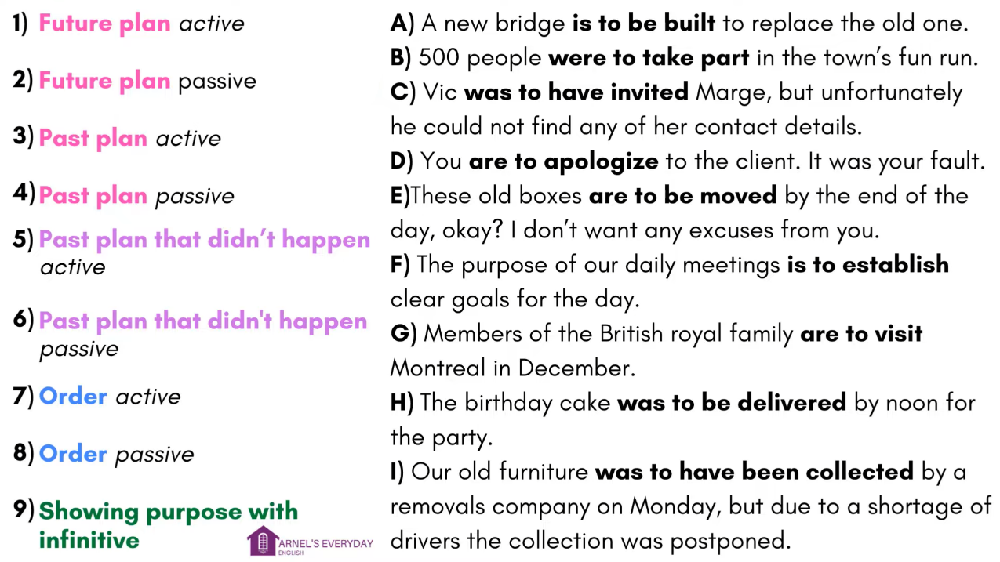 1) Future plan active
2) Future plan passive
3) Past plan active
4) Past plan passive
5) Past plan that didn’t happen
active
6) Past plan that didn't happen
passive
7) Order active
8) Order passive
9) Showing purpose with
infinitive
ARNEL'S EVERYDAY
ENGLISH
A) A new bridge is to be built to replace the old one.
B) 500 people were to take part in the town’s fun run.
C) Vic was to have invited Marge, but unfortunately
he could not find any of her contact details.
D) You are to apologize to the client. It was your fault.
E)These old boxes are to be moved by the end of the
day, okay? I don’t want any excuses from you.
F) The purpose of our daily meetings is to establish
clear goals for the day.
G) Members of the British royal family are to visit
Montreal in December.
H) The birthday cake was to be delivered by noon for
the party.
I) Our old furniture was to have been collected by a
removals company on Monday, but due to a shortage of
drivers the collection was postponed.